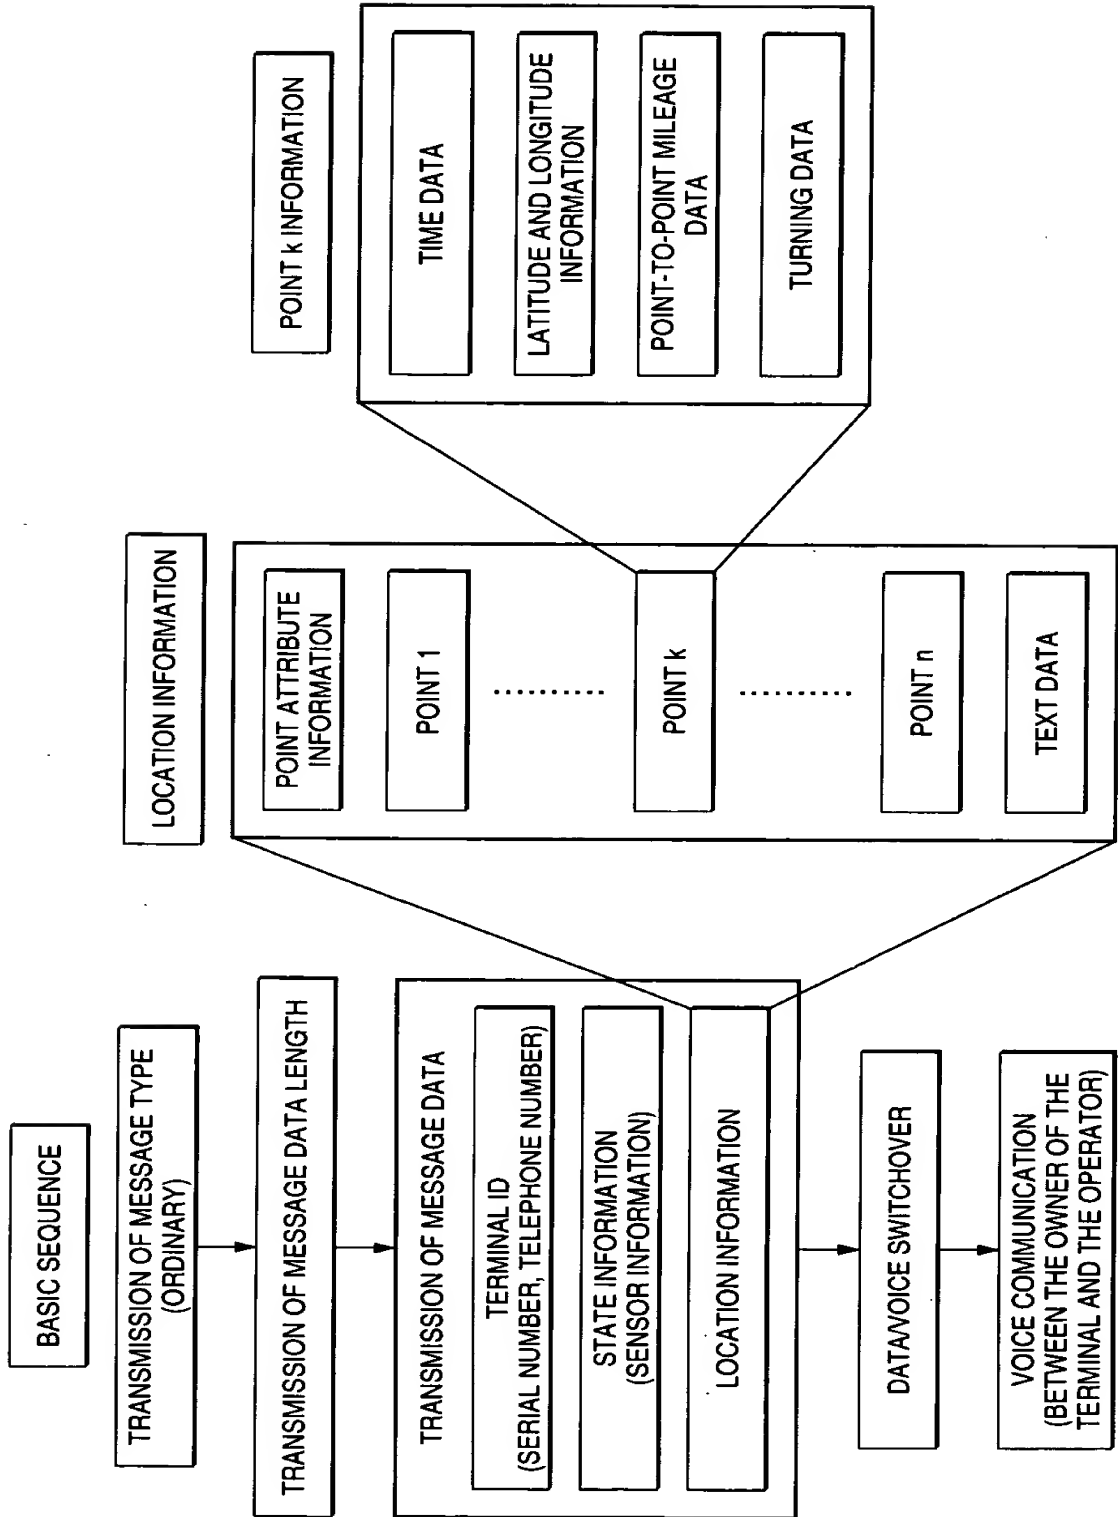 BASIC SEQUENCE
TRANSMISSION OF MESSAGE TYPE
(ORDINARY)
TRANSMISSION OF MESSAGE DATA LENGTH
TRANSMISSION OF MESSAGE DATA
TERMINAL ID
(SERIAL NUMBER, TELEPHONE NUMBER)
STATE INFORMATION
(SENSOR INFORMATION)
LOCATION INFORMATION
DATA/VOICE SWITCHOVER
VOICE COMMUNICATION
(BETWEEN THE OWNER OF THE
TERMINAL AND THE OPERATOR)
LOCATION INFORMATION
POINT ATTRIBUTE
INFORMATION
POINT 1
POINT k
POINT n
TEXT DATA
POINT k INFORMATION
TIME DATA
LATITUDE AND LONGITUDE
INFORMATION
POINT-TO-POINT MILEAGE
DATA
TURNING DATA